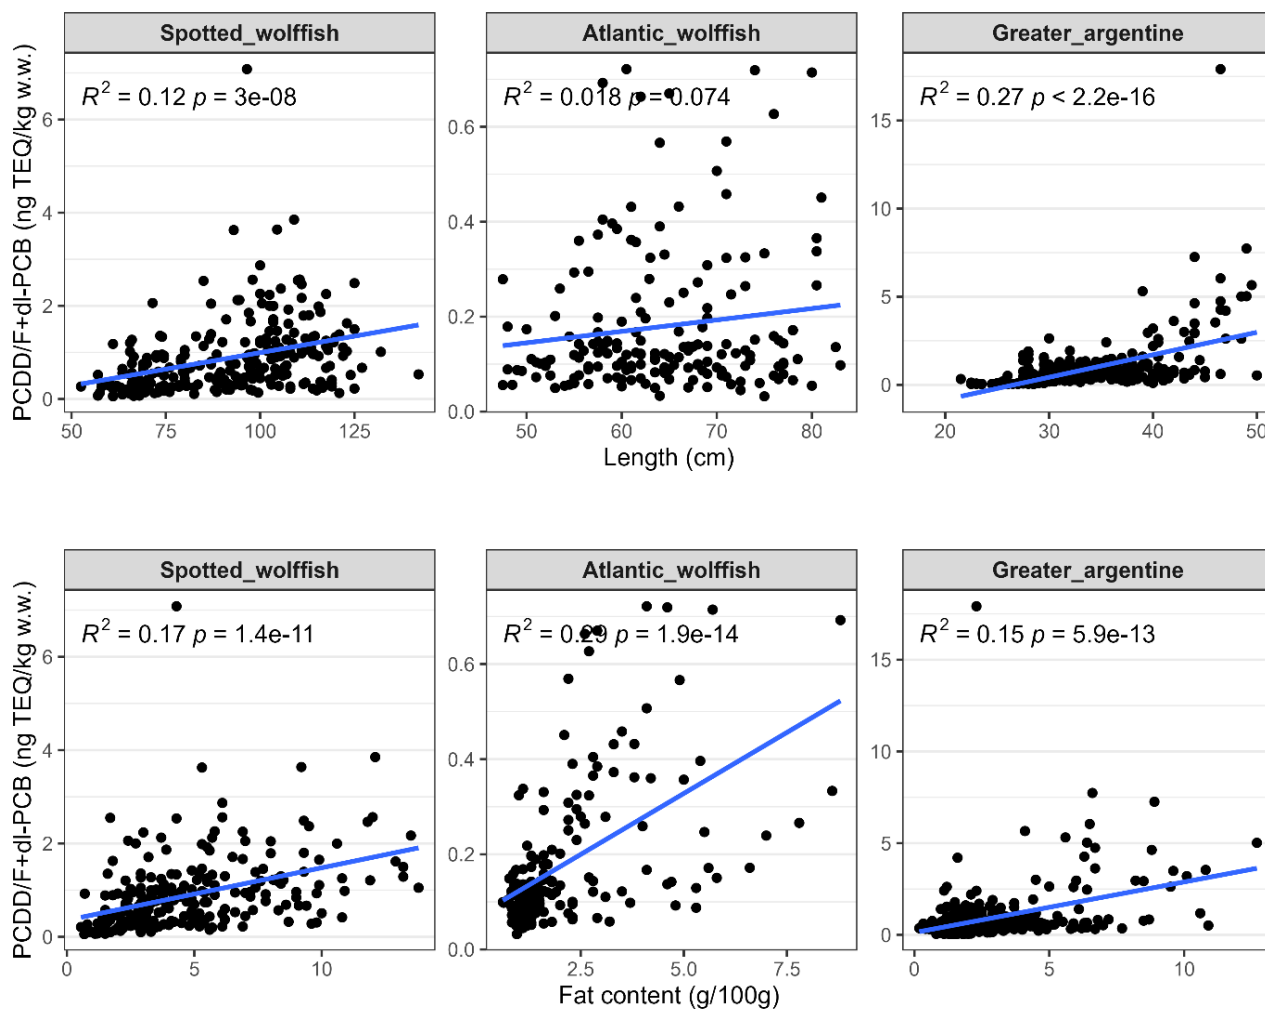 Spotted_wolffish
Atlantic_wolffish
Greater_argentine
PCDD/F+dl-PCB (ng TEQ/kg w.w.)
R² = 0.12 p = 3e-08
R² = 0.018 p = 0.074
R² = 0.27 p < 2.2e-16
6
4
2
0
0.6
0.4
0.2
0.0
15
10
5
0
50
75
100
125
50
60
70
80
20
30
40
50
Length (cm)
Spotted_wolffish
Atlantic_wolffish
Greater_argentine
PCDD/F+dl-PCB (ng TEQ/kg w.w.)
R² = 0.17 p = 1.4e-11
R² = 0.29 p = 1.9e-14
R² = 0.15 p = 5.9e-13
6
4
2
0
0.6
0.4
0.2
0.0
15
10
5
0
0
5
10
2.5
5.0
7.5
0
5
10
Fat content (g/100g)